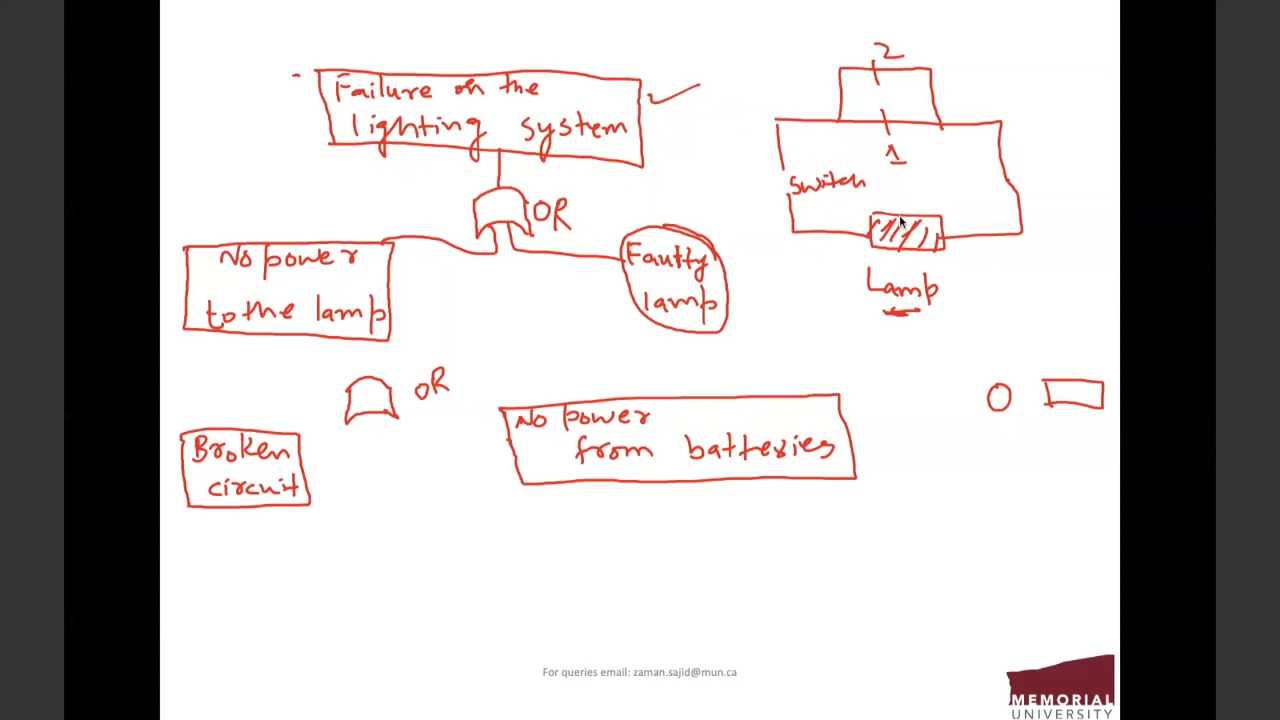 Failure oh the
lighting system
OR
No power
to the lamp
Faulty
lamp
2
1
Switch
Lamp
OR
Broken
circuit
No power
from batteries
For queries email: zaman.sajid@mun.ca
MEMORIAL
UNIVERSITY